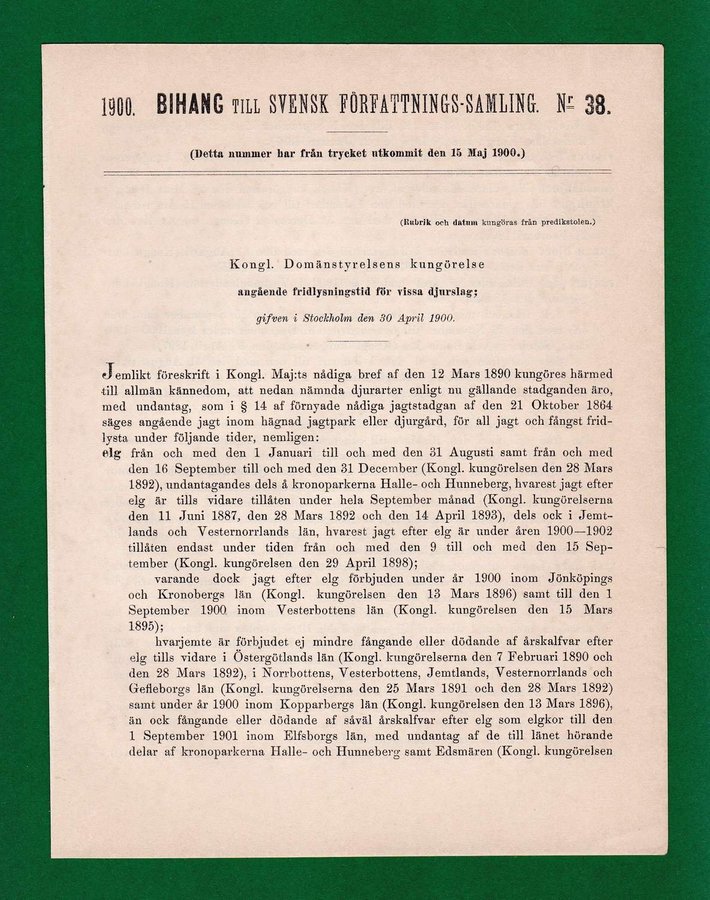 1900. BIHANG TILL SVENSK FÖRFATTNINGS-SAMLING. Nr 38.
(Detta nummer har från trycket utkommit den 15 Maj 1900.)
(Rubrik och datum kungöras från predikstolen.)
Kongl. Domänstyrelsens kungörelse
angående fridlysningstid för vissa djurslag;
gifven i Stockholm den 30 April 1900.
Jemlikt föreskrift i Kongl. Maj:ts nådiga bref af den 12 Mars 1890 kungöres härmed
till allmän kännedom, att nedan nämnda djurarter enligt nu gällande stadganden äro,
med undantag, som i § 14 af förnyade nådiga jagtstadgan af den 21 Oktober 1864
säges angående jagt inom hägnad jagtpark eller djurgård, för all jagt och fångst frid-
lysta under följande tider, nemligen:
elg från och med den 1 Januari till och med den 31 Augusti samt från och med
den 16 September till och med den 31 December (Kongl. kungörelsen den 28 Mars
1892), undantagandes dels å kronoparkerna Halle- och Hunneberg, hvarest jagt efter
elg är tills vidare tillåten under hela September månad (Kongl. kungörelserna
den 11 Juni 1887, den 28 Mars 1892 och den 14 April 1893), dels ock i Jemt-
lands och Vesternorrlands län, hvarest jagt efter elg är under åren 1900—1902
tillåten endast under tiden från och med den 9 till och med den 15 Sep-
tember (Kongl. kungörelsen den 29 April 1898);
varande dock jagt efter elg förbjuden under år 1900 inom Jönköpings
och Kronobergs län (Kongl. kungörelsen den 13 Mars 1896) samt till den 1
September 1900 inom Vesterbottens län (Kongl. kungörelsen den 15 Mars
1895);
hvarjemte är förbjudet ej mindre fångande eller dödande af årskalfvar efter
elg tills vidare i Östergötlands län (Kongl. kungörelserna den 7 Februari 1890 och
den 28 Mars 1892), i Norrbottens, Vesterbottens, Jemtlands, Vesternorrlands och
Gefleborgs län (Kongl. kungörelserna den 25 Mars 1891 och den 28 Mars 1892)
samt under år 1900 inom Kopparbergs län (Kongl. kungörelsen den 13 Mars 1896),
än ock fångande eller dödande af såväl årskalfvar efter elg som elgkor till den
1 September 1901 inom Elfsborgs län, med undantag af de till länet hörande
delar af kronoparkerna Halle- och Hunneberg samt Edsmären (Kongl. kungörelsen